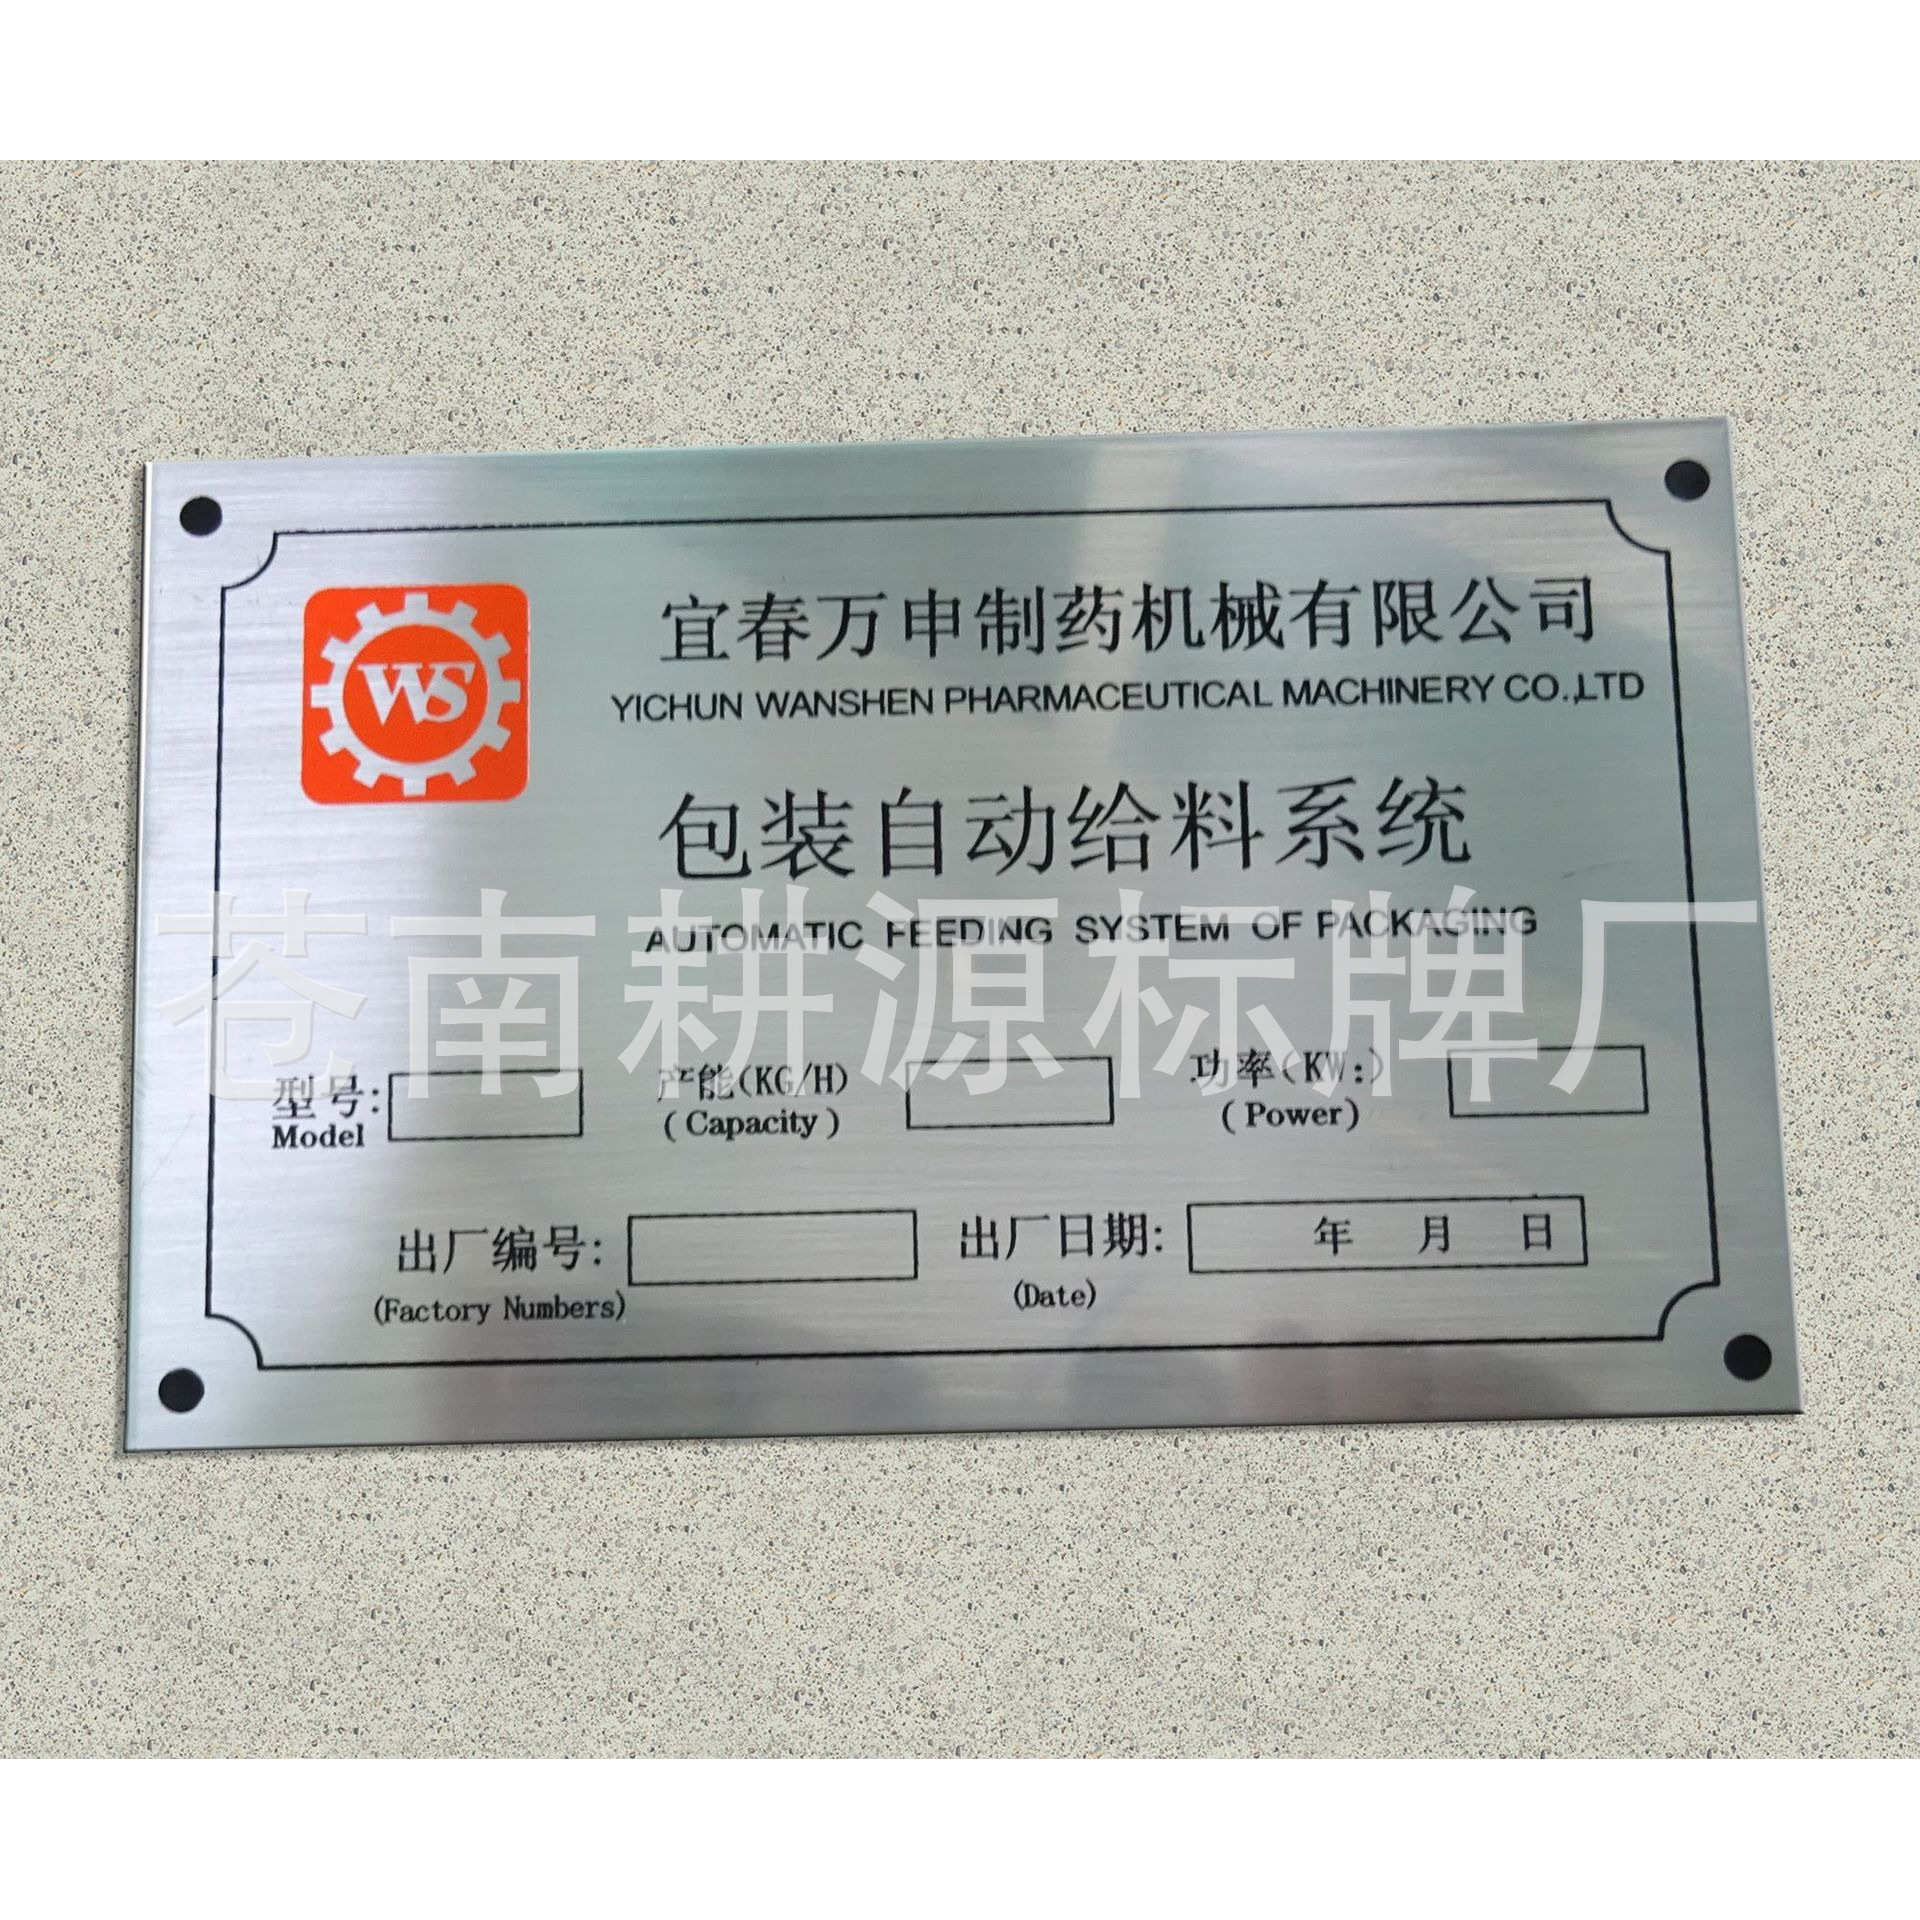 WS
宜春万申制药机械有限公司
YICHUN WANSHEN PHARMACEUTICAL MACHINERY CO.,LTD
包装自动给料系统
AUTOMATIC FEEDING SYSTEM OF PACKAGING
苍南耕源标牌厂
型号: 产能(KG/H) 功率(KW:)
Model (Capacity) (Power)
出厂编号: 出厂日期: 年 月 日
(Factory Numbers) (Date)